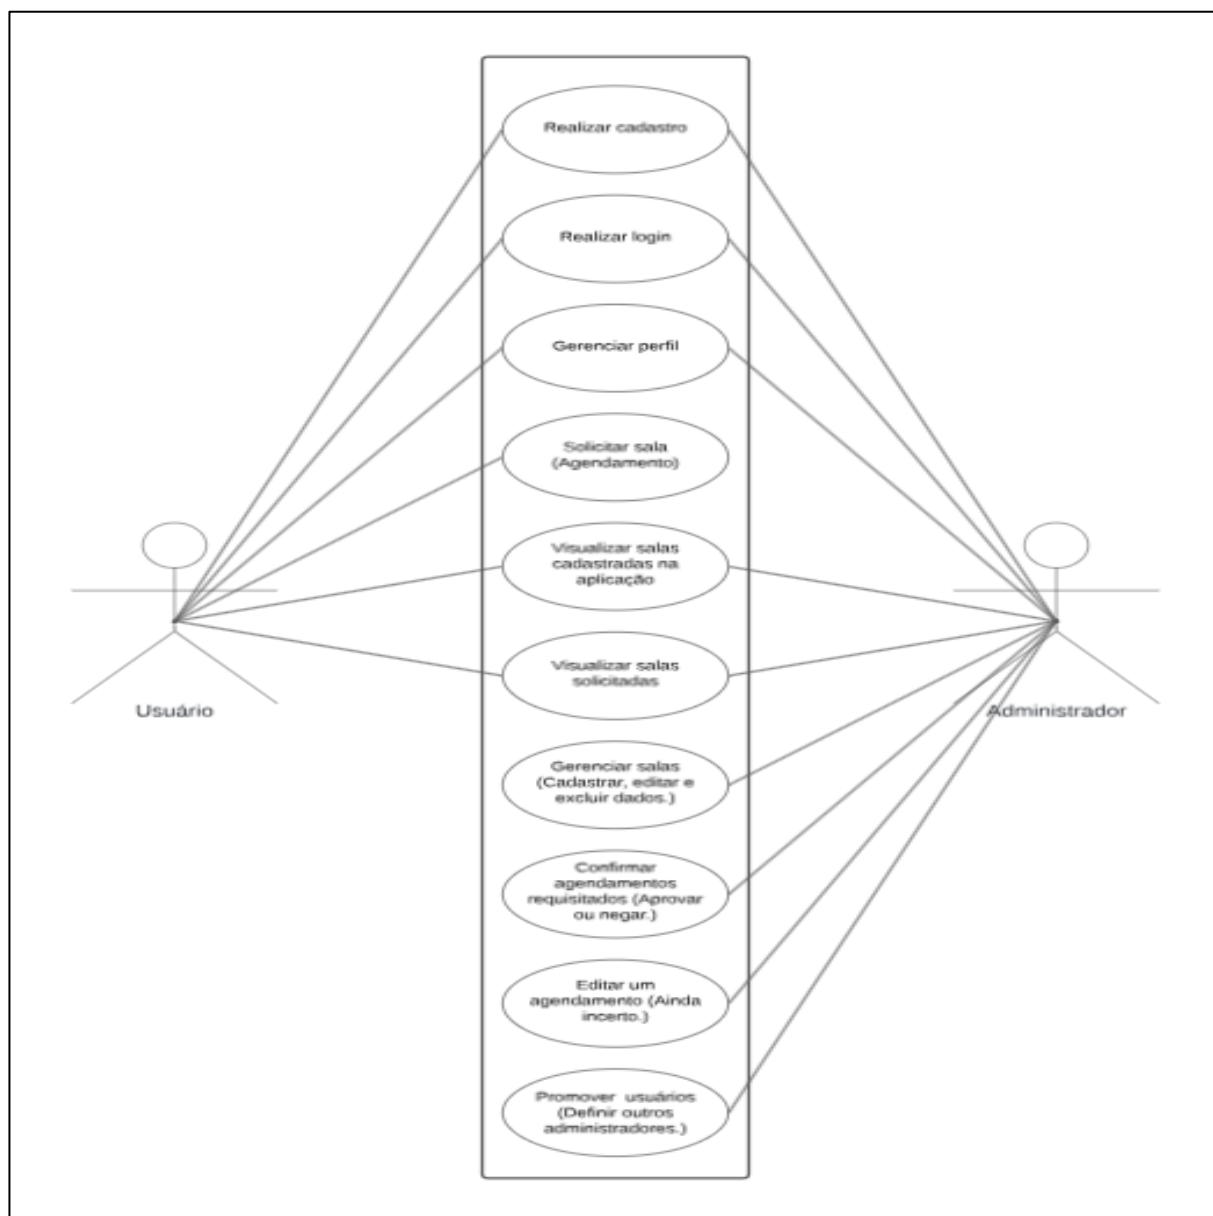 Realizar cadastro
Realizar login
Gerenciar perfil
Solicitar sala
(Agendamento)
Visualizar salas
cadastradas na
aplicação
Visualizar salas
solicitadas
Usuário
Administrador
Gerenciar salas
(Cadastrar, editar e
excluir dados.)
Confirmar
agendamentos
requisitados (Aprovar
ou negar.)
Editar um
agendamento (Ainda
incerto.)
Promover usuários
(Definir outros
administradores.)